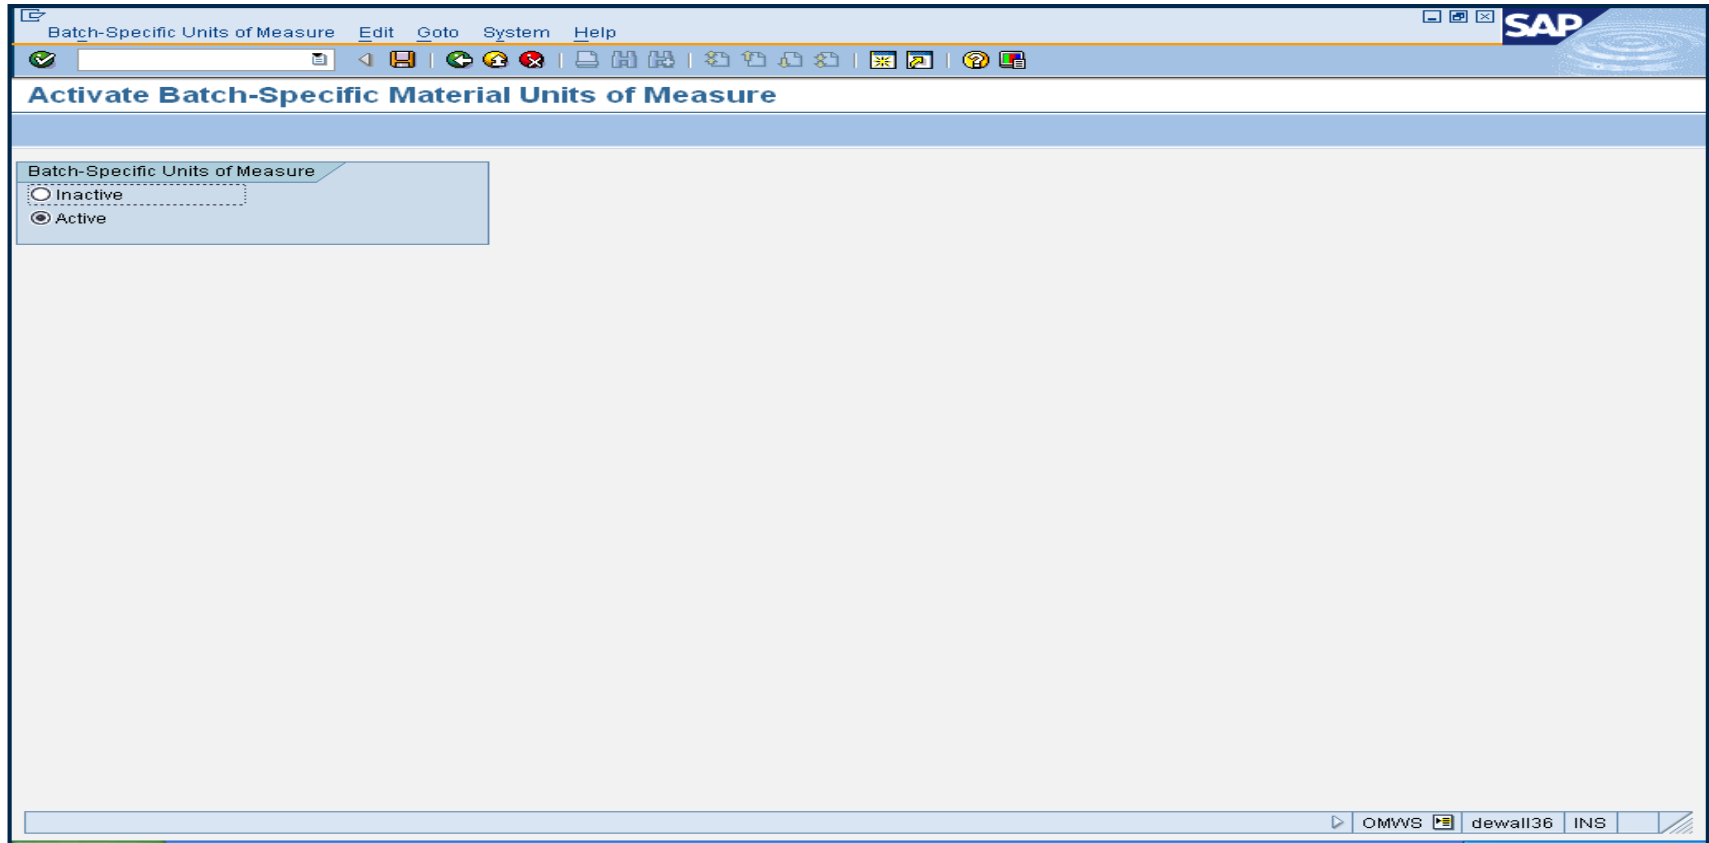 Batch-Specific Units of Measure Edit Goto System Help
SAP
Activate Batch-Specific Material Units of Measure
Batch-Specific Units of Measure
Inactive
Active
OMWS dewall36 INS